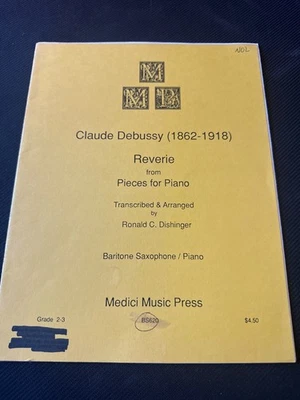 M
M P
Claude Debussy (1862-1918)
Reverie
from
Pieces for Piano
Transcribed & Arranged
by
Ronald C. Dishinger
Baritone Saxophone / Piano
Medici Music Press
Grade 2-3
BS620
$4.50